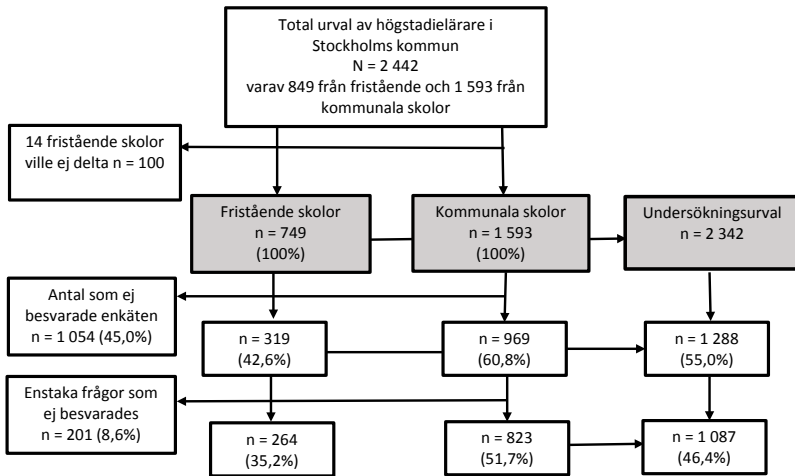 Total urval av högstadielärare i
Stockholms kommun
N = 2 442
varav 849 från fristående och 1 593 från
kommunala skolor
14 fristående skolor
ville ej delta n = 100
Fristående skolor
n = 749
(100%)
Kommunala skolor
n = 1 593
(100%)
Undersökningsurval
n = 2 342
Antal som ej
besvarade enkäten
n = 1 054 (45,0%)
n = 319
(42,6%)
n = 969
(60,8%)
n = 1 288
(55,0%)
Enstaka frågor som
ej besvarades
n = 201 (8,6%)
n = 264
(35,2%)
n = 823
(51,7%)
n = 1 087
(46,4%)